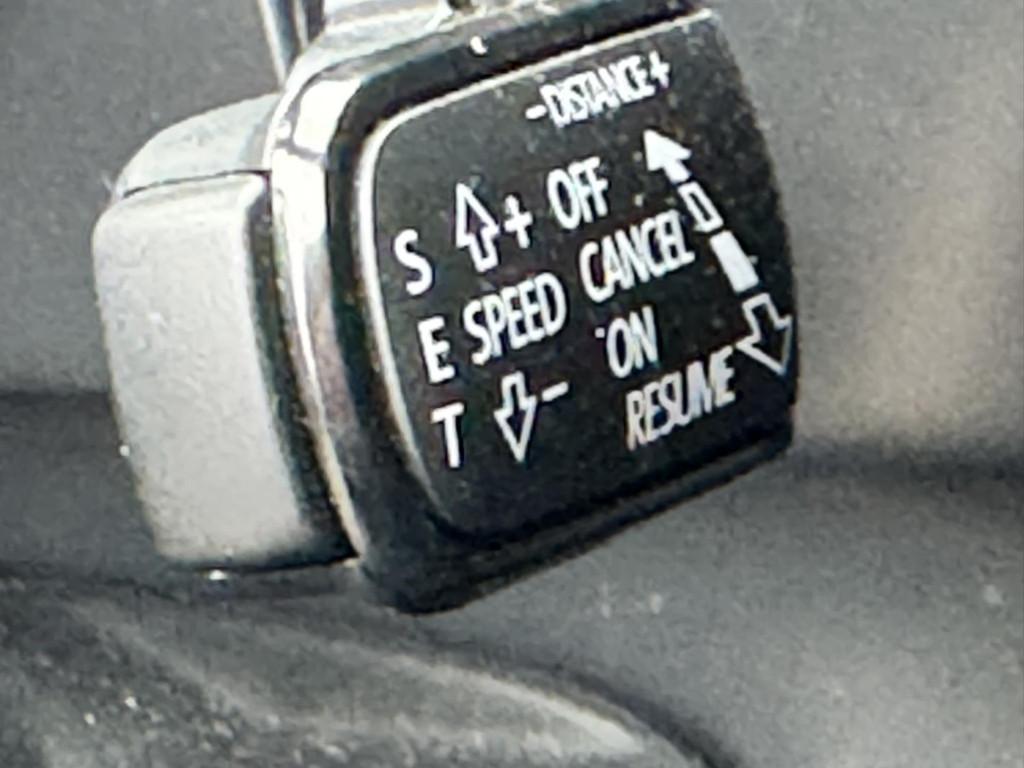 - DISTANCE +
S + OFF
E SPEED CANCEL
ON
T - RESUME